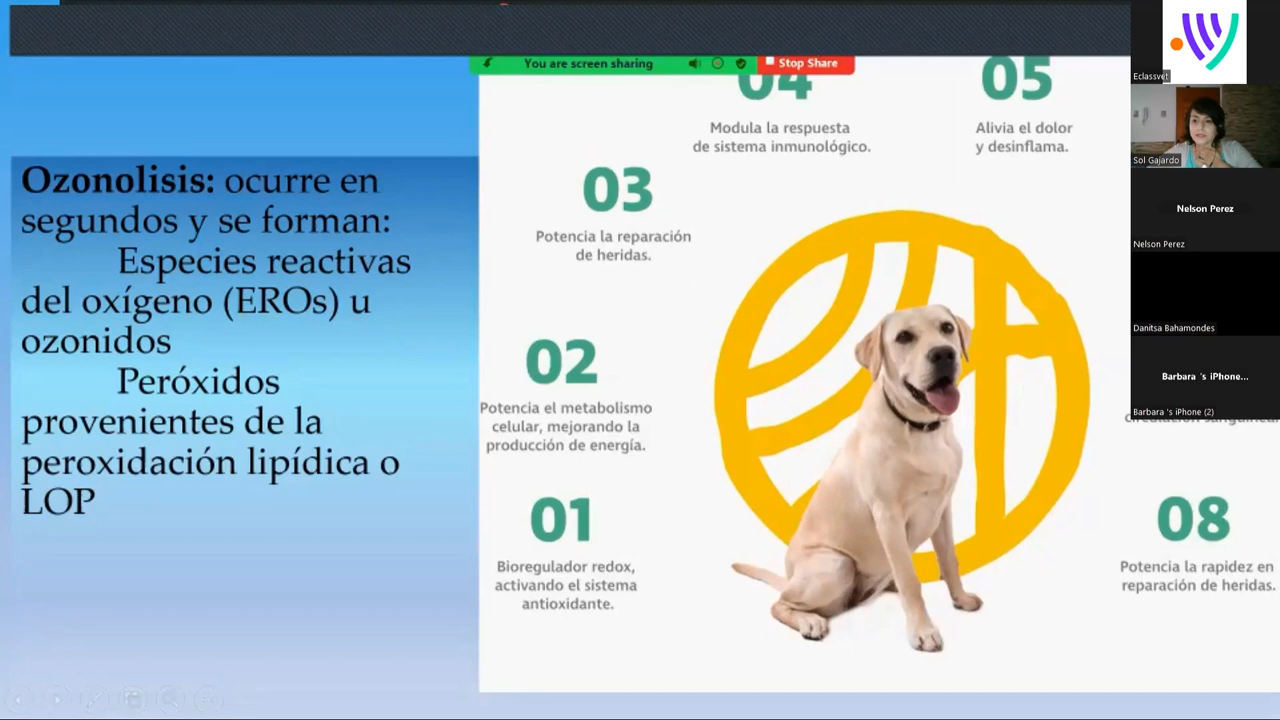 You are screen sharing
Stop Share
Ozonolisis: ocurre en
segundos y se forman:
Especies reactivas
del oxígeno (EROs) u
ozonidos
Peróxidos
provenientes de la
peroxidación lipídica o
LOP
04
Modula la respuesta
de sistema inmunológico.
05
Alivia el dolor
y desinflama.
03
Potencia la reparación
de heridas.
02
Potencia el metabolismo
celular, mejorando la
producción de energía.
01
Bioregulador redox,
activando el sistema
antioxidante.
08
Potencia la rapidez en
reparación de heridas.
Eclassvet
Sol Gajardo
Nelson Perez
Nelson Perez
Danitsa Bahamondes
Barbara 's iPhone...
Barbara 's iPhone (2)